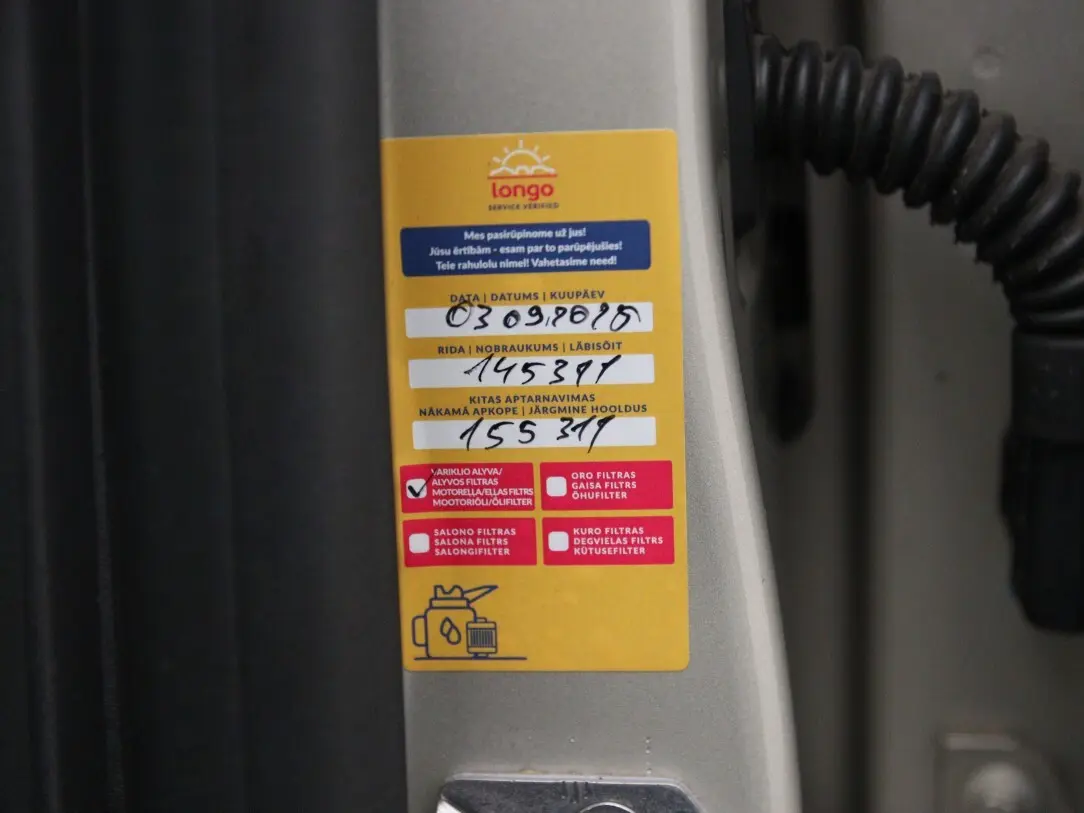 longo
SERVICE VERIFIED
Mes pasirūpinome už jus!
Jūsu ērtībām - esam par to parūpējušies!
Teie rahulolu nimel! Vahetasime need!
DATA | DATUMS | KUUPÄEV
03 09.2025
RIDA | NOBRAUKUMS | LÄBISÕIT
145311
KITAS APTARNAVIMAS
NĀKAMĀ APKOPE | JÄRGMINE HOOLDUS
155 311
VARIKLIO ALYVA/
ALYVOS FILTRAS
MOTOREĻĻA/EĻĻAS FILTRS
MOOTORIÕLI/ÕLIFILTER
ORO FILTRAS
GAISA FILTRS
ÕHUFILTER
SALONO FILTRAS
SALONA FILTRS
SALONGIFILTER
KURO FILTRAS
DEGVIELAS FILTRS
KÜTUSEFILTER